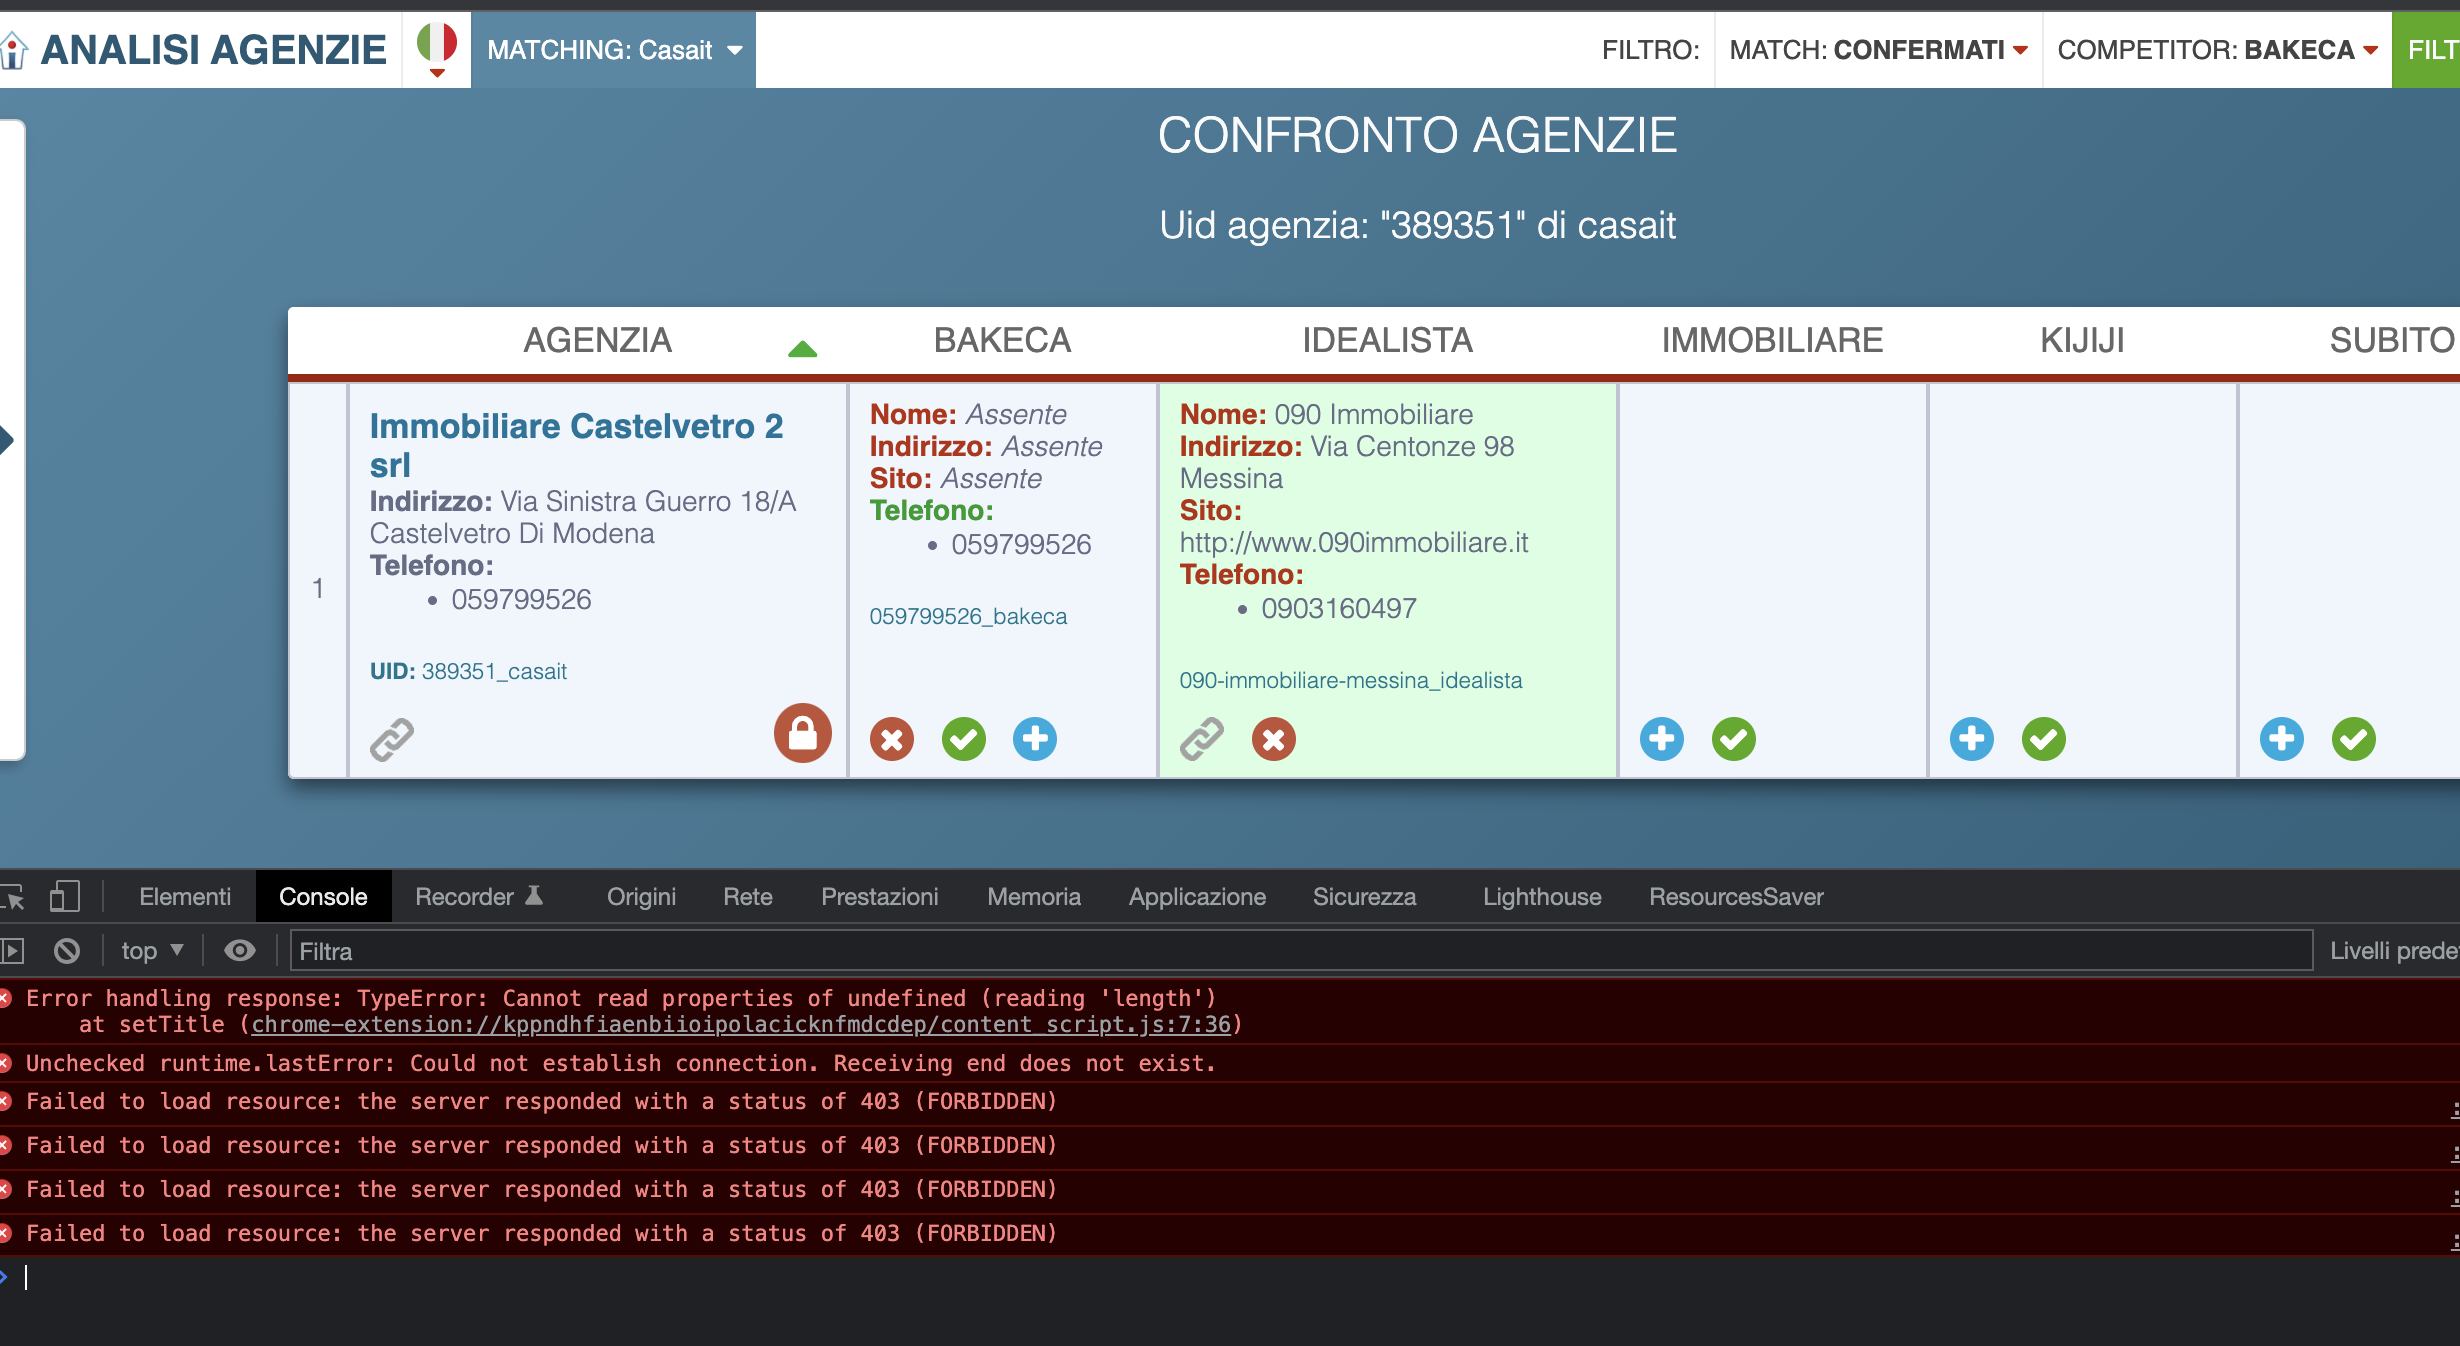 ANALISI AGENZIE
MATCHING: Casait
FILTRO:
MATCH: CONFERMATI
COMPETITOR: BAKECA
FILT
CONFRONTO AGENZIE
Uid agenzia: "389351" di casait
AGENZIA
BAKECA
IDEALISTA
IMMOBILIARE
KIJIJI
SUBITO
1
Immobiliare Castelvetro 2
srl
Indirizzo: Via Sinistra Guerro 18/A
Castelvetro Di Modena
Telefono:
• 059799526
UID: 389351_casait
Nome: Assente
Indirizzo: Assente
Sito: Assente
Telefono:
• 059799526
059799526_bakeca
Nome: 090 Immobiliare
Indirizzo: Via Centonze 98
Messina
Sito:
http://www.090immobiliare.it
Telefono:
• 0903160497
090-immobiliare-messina_idealista
Elementi
Console
Recorder
Origini
Rete
Prestazioni
Memoria
Applicazione
Sicurezza
Lighthouse
ResourcesSaver
top
Filtra
Livelli prede
Error handling response: TypeError: Cannot read properties of undefined (reading 'length')
at setTitle (chrome-extension://kppndhfiaenbiioipolacicknfmdcdep/content_script.js:7:36)
Unchecked runtime.lastError: Could not establish connection. Receiving end does not exist.
Failed to load resource: the server responded with a status of 403 (FORBIDDEN)
Failed to load resource: the server responded with a status of 403 (FORBIDDEN)
Failed to load resource: the server responded with a status of 403 (FORBIDDEN)
Failed to load resource: the server responded with a status of 403 (FORBIDDEN)